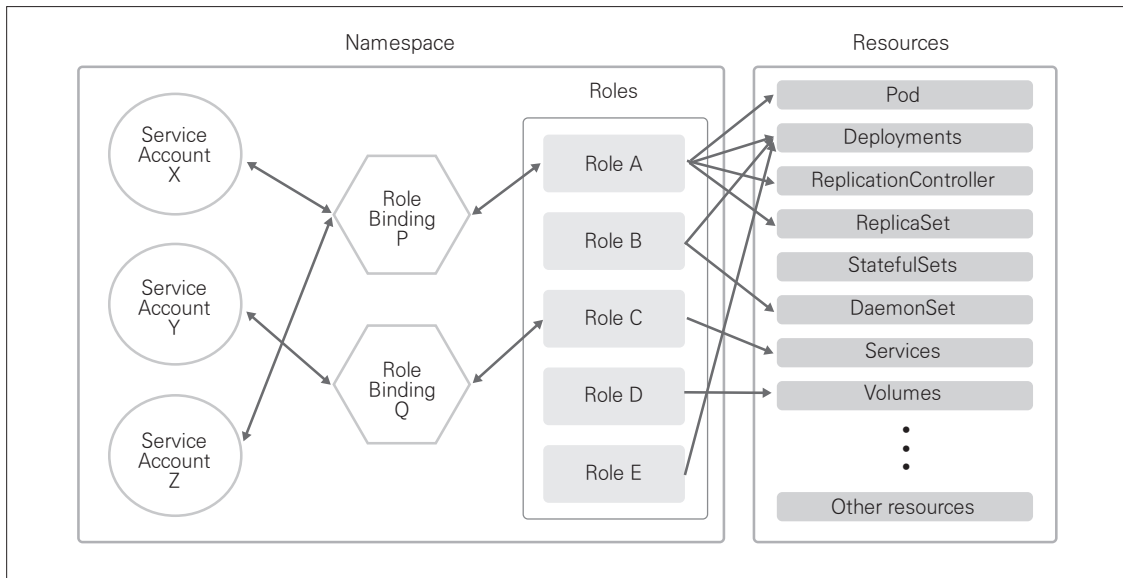 Namespace
Resources
Service
Account
X
Service
Account
Y
Service
Account
Z
Role
Binding
P
Role
Binding
Q
Roles
Role A
Role B
Role C
Role D
Role E
Pod
Deployments
ReplicationController
ReplicaSet
StatefulSets
DaemonSet
Services
Volumes
Other resources